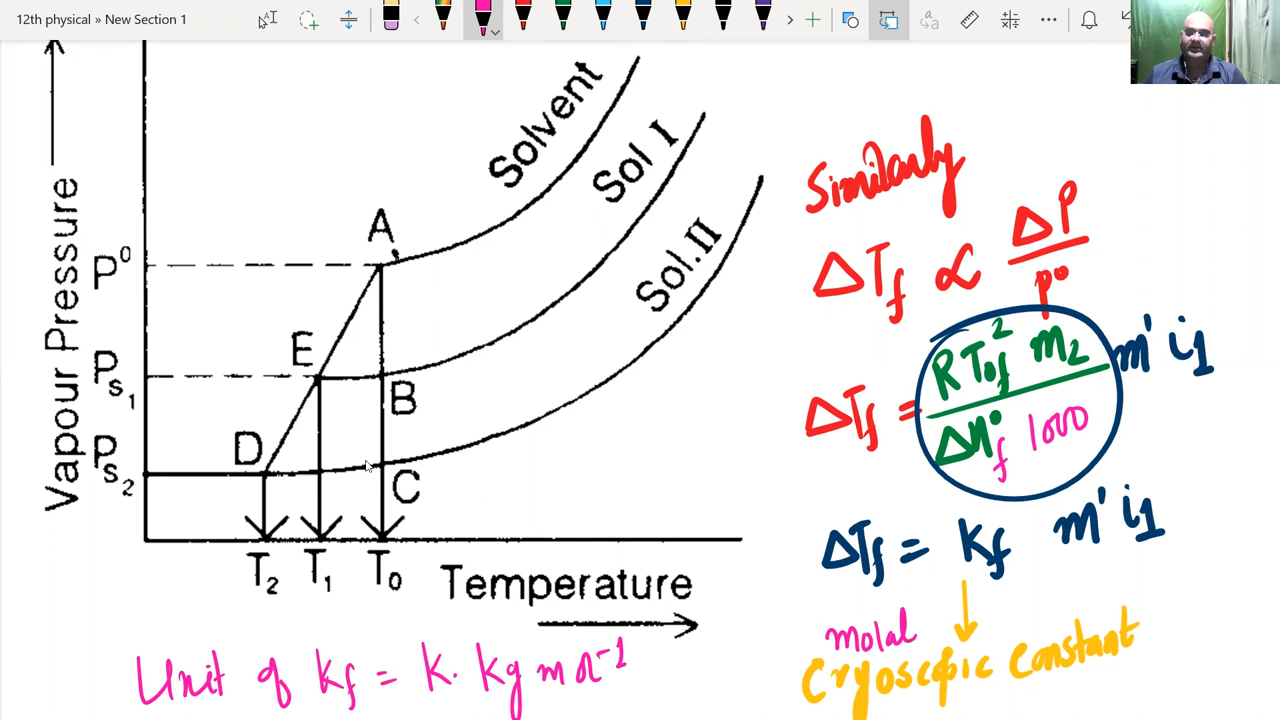 12th physical » New Section 1
Vapour Pressure
Solvent
Sol I
Sol. II
P⁰
Pₛ₁
Pₛ₂
A
E
B
D
C
T₂ T₁ T₀
Temperature
Unit of Kf = K. Kg mol⁻¹
Similarly
ΔTf ∝ ΔP / P⁰
ΔTf = R T⁰f² m₂ / ΔH⁰f 1000 m' i₁
ΔTf = Kf m' i₁
molal
Cryoscopic constant